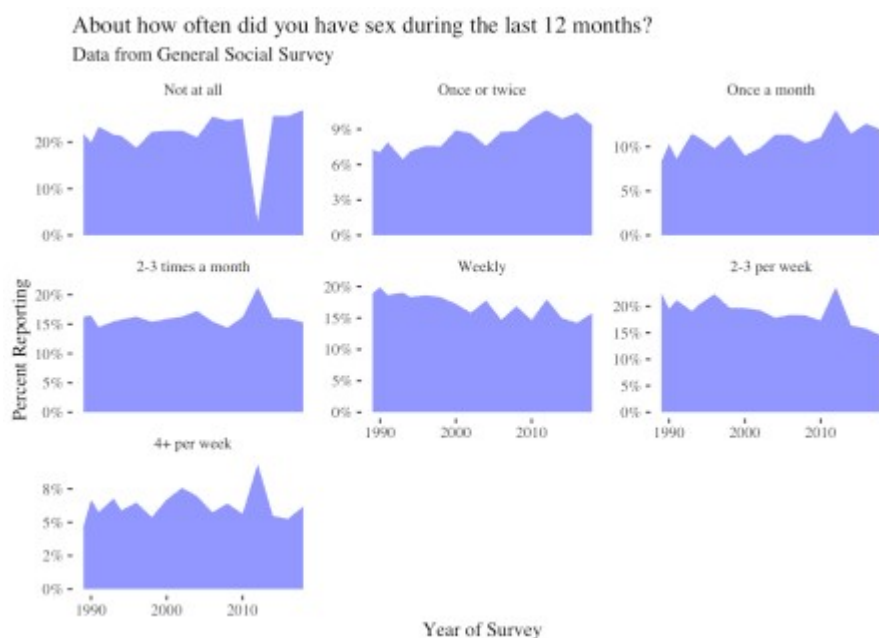 About how often did you have sex during the last 12 months?
Data from General Social Survey
Not at all
Once or twice
Once a month
20%
10%
0%
9%
6%
3%
0%
10%
5%
0%
2-3 times a month
Weekly
2-3 per week
20%
15%
10%
5%
0%
20%
15%
10%
5%
0%
20%
15%
10%
5%
0%
1990 2000 2010
1990 2000 2010
4+ per week
8%
5%
2%
0%
1990 2000 2010
Percent Reporting
Year of Survey